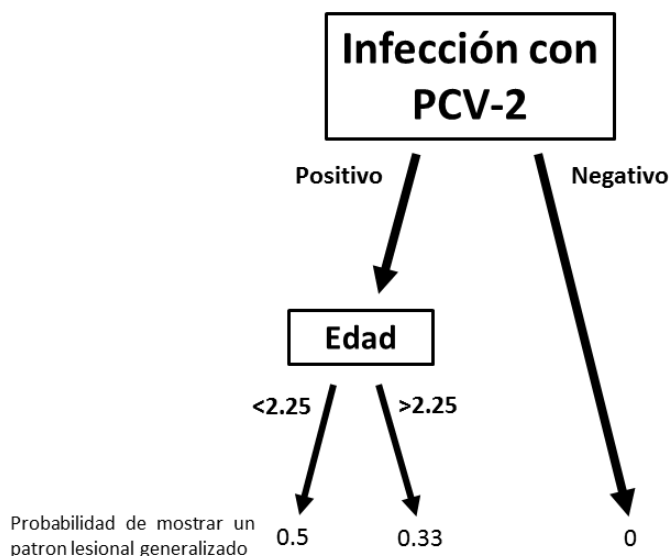 Infección con
PCV-2
Positivo
Negativo
Edad
<2.25
>2.25
Probabilidad de mostrar un
patron lesional generalizado
0.5
0.33
0